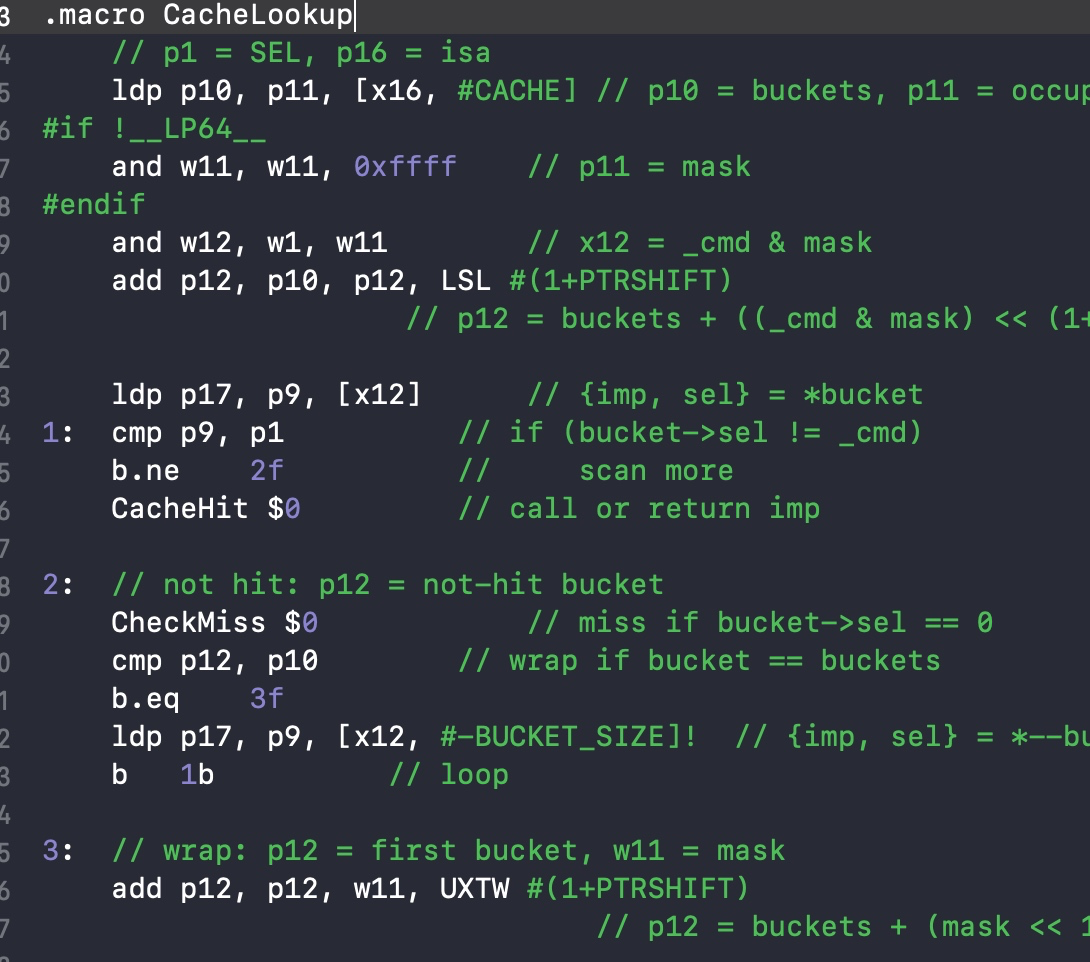 3 .macro CacheLookup
4 // p1 = SEL, p16 = isa
5 ldp p10, p11, [x16, #CACHE] // p10 = buckets, p11 =
6 #if !__LP64__
7 and w11, w11, 0xffff // p11 = mask
8 #endif
9 and w12, w1, w11 // x12 = _cmd & mask
0 add p12, p10, p12, LSL #(1+PTRSHIFT)
1 // p12 = buckets + ((_cmd & mask) << (1+
2
3 ldp p17, p9, [x12] // {imp, sel} = *bucket
4 1: cmp p9, p1 // if (bucket->sel != _cmd)
5 b.ne 2f // scan more
6 CacheHit $0 // call or return imp
7
8 2: // not hit: p12 = not-hit bucket
9 CheckMiss $0 // miss if bucket->sel == 0
0 cmp p12, p10 // wrap if bucket == buckets
1 b.eq 3f
2 ldp p17, p9, [x12, #-BUCKET_SIZE]! // {imp, sel} =
3 b 1b // loop
4
5 3: // wrap: p12 = first bucket, w11 = mask
6 add p12, p12, w11, UXTW #(1+PTRSHIFT)
7 // p12 = buckets + (mask << 1